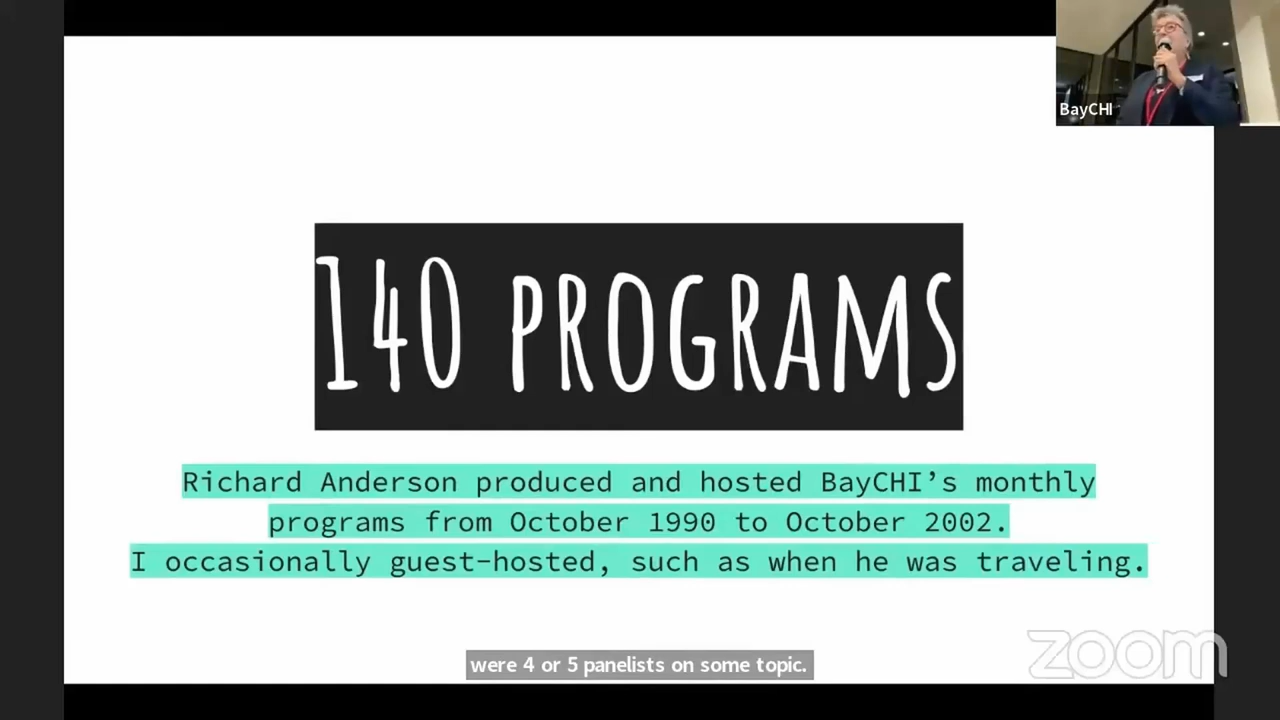 BayCHI
140 PROGRAMS
Richard Anderson produced and hosted BayCHI’s monthly
programs from October 1990 to October 2002.
I occasionally guest-hosted, such as when he was traveling.
were 4 or 5 panelists on some topic.
zoom